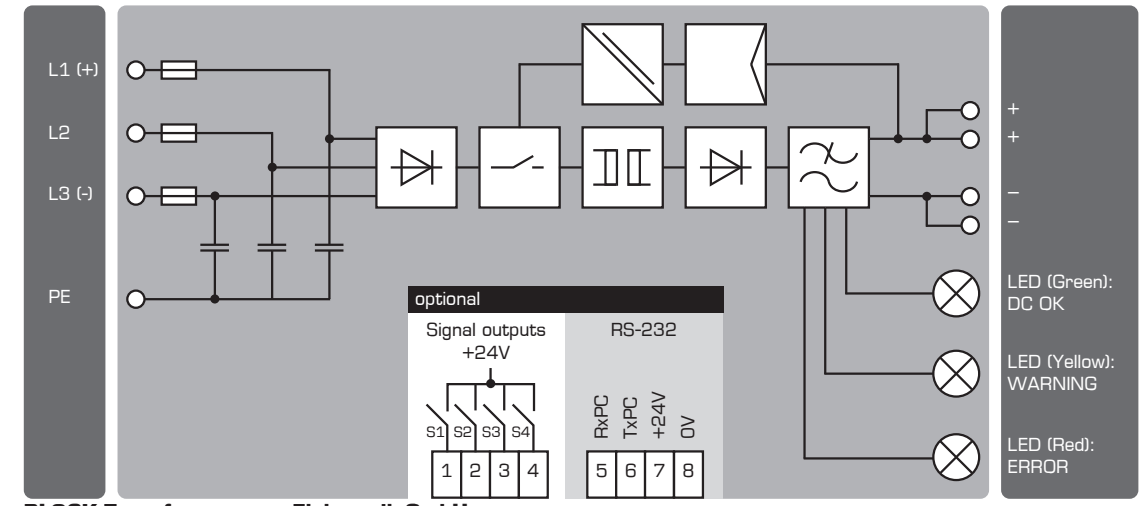 L1 (+)
L2
L3 (-)
PE
+
+
–
–
LED (Green):
DC OK
LED (Yellow):
WARNING
LED (Red):
ERROR
optional
Signal outputs
+24V
S1 S2 S3 S4
1 2 3 4
RS-232
RxPC
TxPC
+24V
0V
5 6 7 8